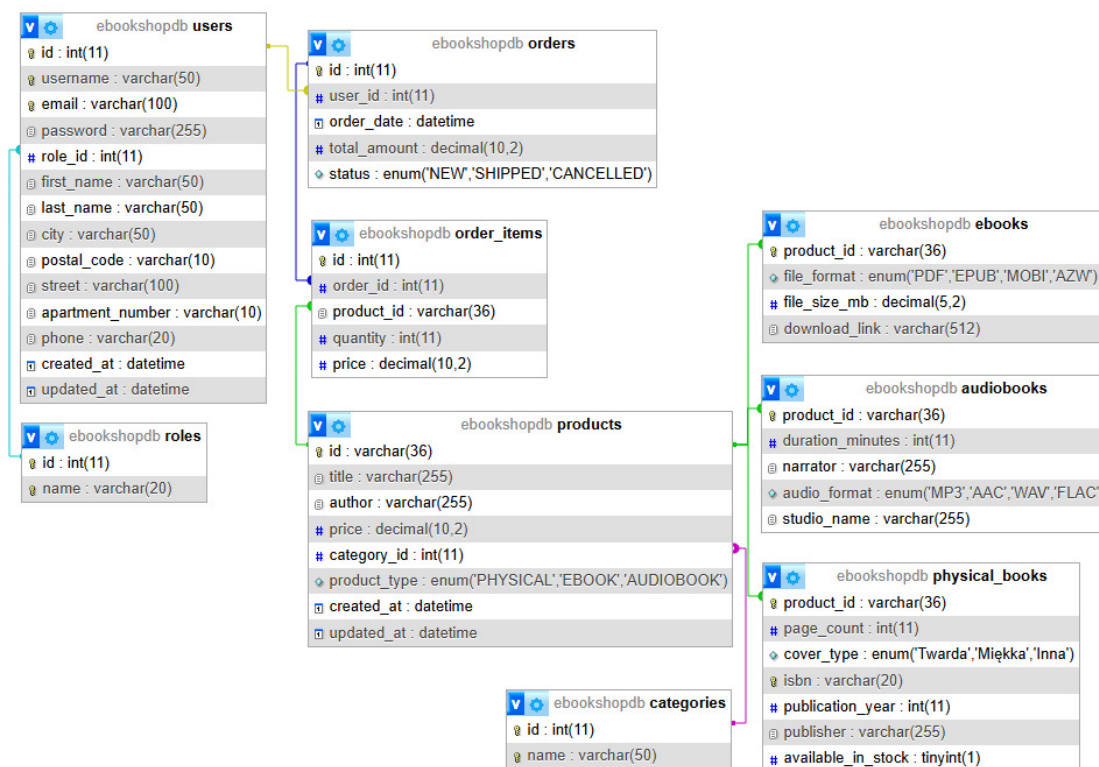 ebookshopdb users
id : int(11)
username : varchar(50)
email : varchar(100)
password : varchar(255)
role_id : int(11)
first_name : varchar(50)
last_name : varchar(50)
city : varchar(50)
postal_code : varchar(10)
street : varchar(100)
apartment_number : varchar(10)
phone : varchar(20)
created_at : datetime
updated_at : datetime
ebookshopdb roles
id : int(11)
name : varchar(20)
ebookshopdb orders
id : int(11)
user_id : int(11)
order_date : datetime
total_amount : decimal(10,2)
status : enum('NEW','SHIPPED','CANCELLED')
ebookshopdb order_items
id : int(11)
order_id : int(11)
product_id : varchar(36)
quantity : int(11)
price : decimal(10,2)
ebookshopdb products
id : varchar(36)
title : varchar(255)
author : varchar(255)
price : decimal(10,2)
category_id : int(11)
product_type : enum('PHYSICAL','EBOOK','AUDIOBOOK')
created_at : datetime
updated_at : datetime
ebookshopdb categories
id : int(11)
name : varchar(50)
ebookshopdb ebooks
product_id : varchar(36)
file_format : enum('PDF','EPUB','MOBI','AZW')
file_size_mb : decimal(5,2)
download_link : varchar(512)
ebookshopdb audiobooks
product_id : varchar(36)
duration_minutes : int(11)
narrator : varchar(255)
audio_format : enum('MP3','AAC','WAV','FLAC'
studio_name : varchar(255)
ebookshopdb physical_books
product_id : varchar(36)
page_count : int(11)
cover_type : enum('Twarda','Miękka','Inna')
isbn : varchar(20)
publication_year : int(11)
publisher : varchar(255)
available_in_stock : tinyint(1)